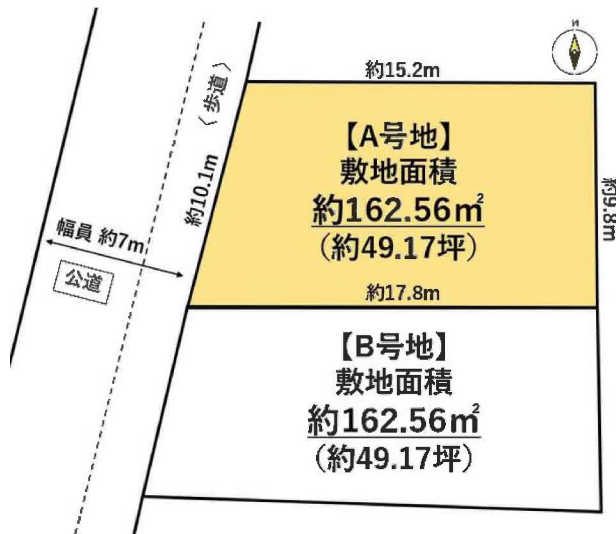 N
約15.2m
〈歩道〉
【A号地】
敷地面積
約162.56㎡
（約49.17坪）
約10.1m
約9.8m
幅員 約7m
公道
約17.8m
【B号地】
敷地面積
約162.56㎡
（約49.17坪）